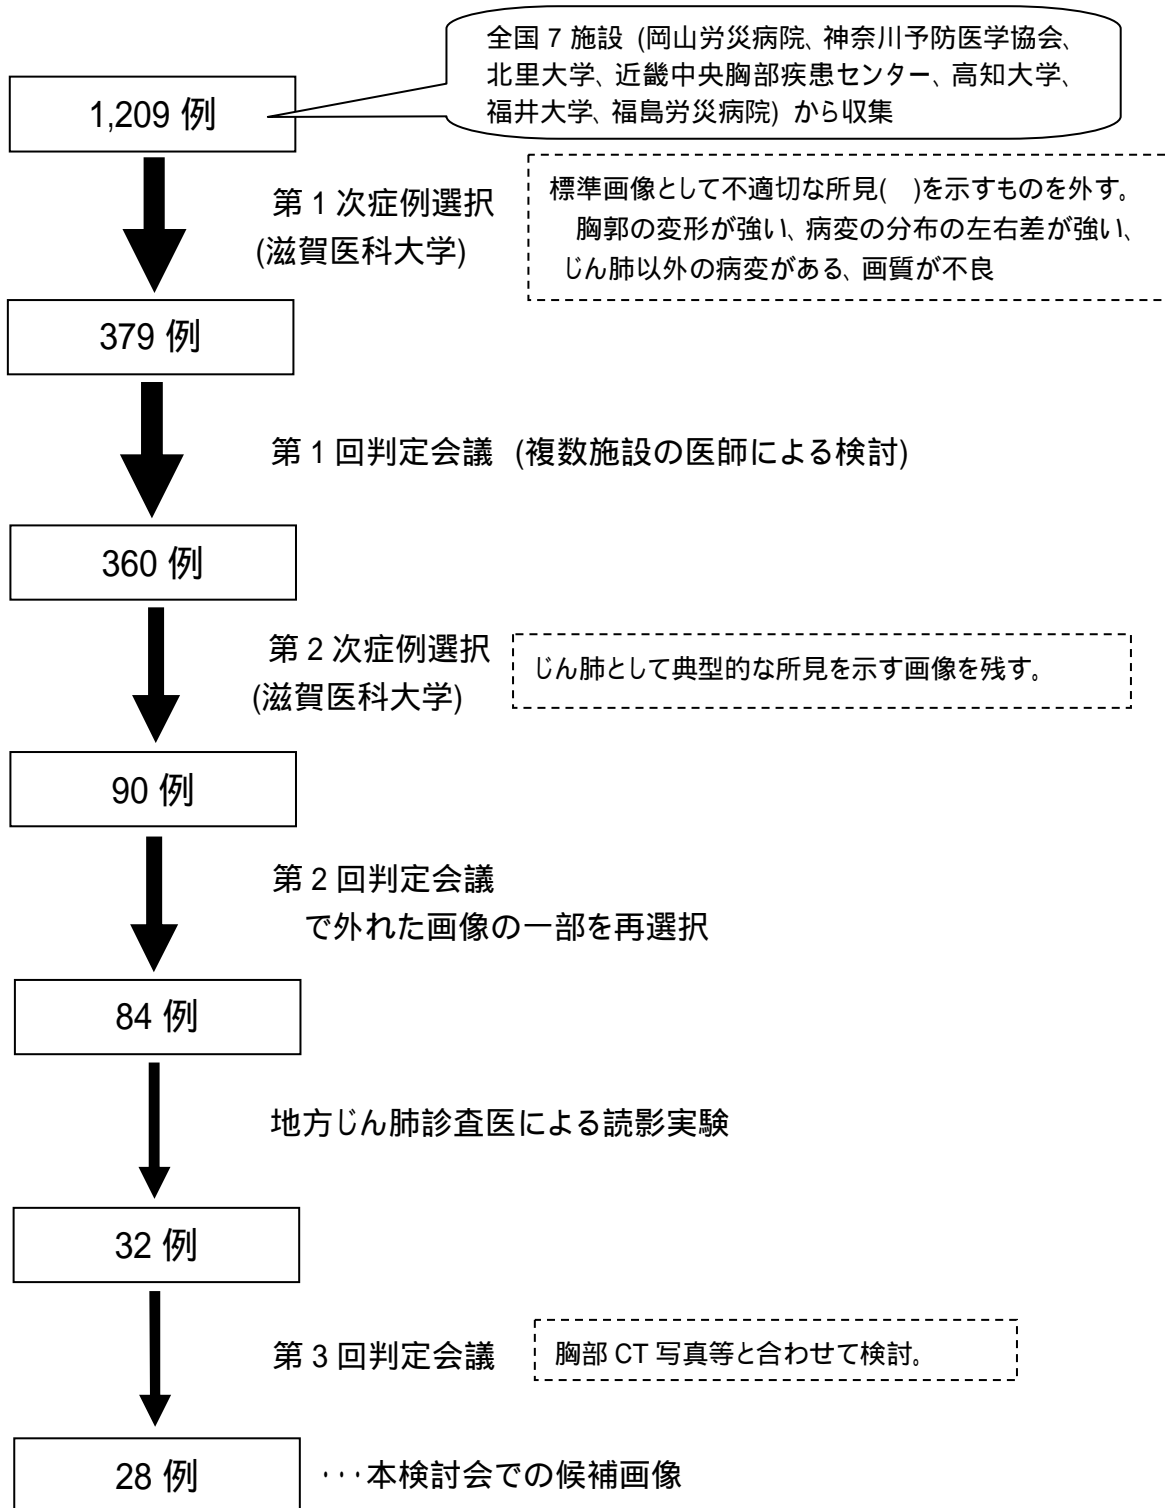 全国 7 施設 (岡山労災病院、神奈川予防医学協会、
北里大学、近畿中央胸部疾患センター、高知大学、
福井大学、福島労災病院) から収集
1,209 例
第 1 次症例選択
(滋賀医科大学)
標準画像として不適切な所見(　)を示すものを外す。
胸郭の変形が強い、病変の分布の左右差が強い、
じん肺以外の病変がある、画質が不良
379 例
第 1 回判定会議 (複数施設の医師による検討)
360 例
第 2 次症例選択
(滋賀医科大学)
じん肺として典型的な所見を示す画像を残す。
90 例
第 2 回判定会議
で外れた画像の一部を再選択
84 例
地方じん肺診査医による読影実験
32 例
第 3 回判定会議
胸部 CT 写真等と合わせて検討。
28 例
･･･本検討会での候補画像